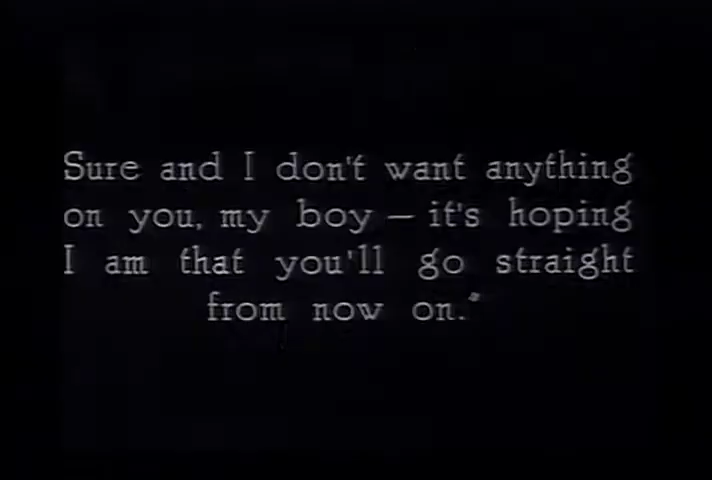 Sure and I don't want anything
on you, my boy — it's hoping
I am that you'll go straight
from now on."